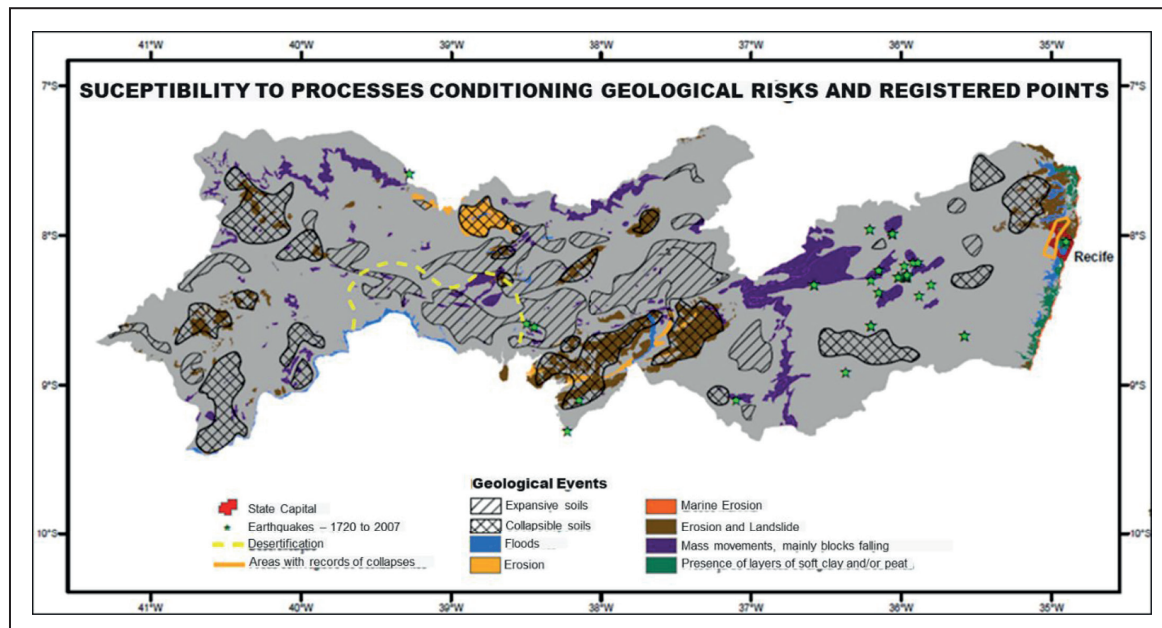 41°W 40°W 39°W 38°W 37°W 36°W 35°W
7°S 7°S
SUCEPTIBILITY TO PROCESSES CONDITIONING GEOLOGICAL RISKS AND REGISTERED POINTS
8°S 8°S
Recife
9°S 9°S
10°S 10°S
Geological Events
State Capital
Earthquakes – 1720 to 2007
Desertification
Areas with records of collapses
Expansive soils
Collapsible soils
Floods
Erosion
Marine Erosion
Erosion and Landslide
Mass movements, mainly blocks falling
Presence of layers of soft clay and/or peat
41°W 40°W 39°W 38°W 37°W 36°W 35°W